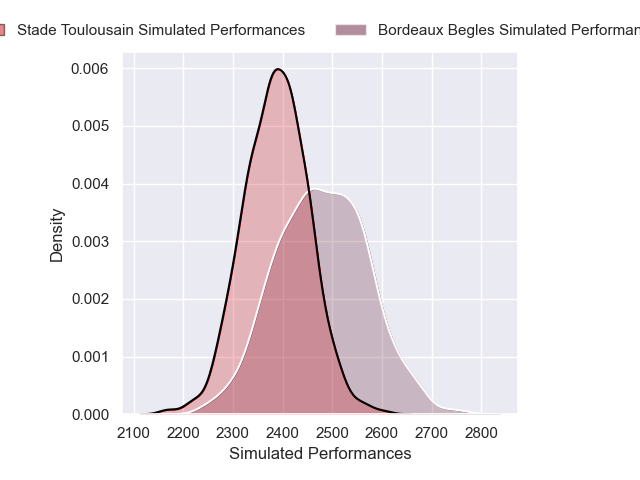 Stade Toulousain Simulated Performances
Bordeaux Begles Simulated
0.006
0.005
0.004
0.003
0.002
0.001
0.000
Density
2100 2200 2300 2400 2500 2600 2700 2800
Simulated Performances